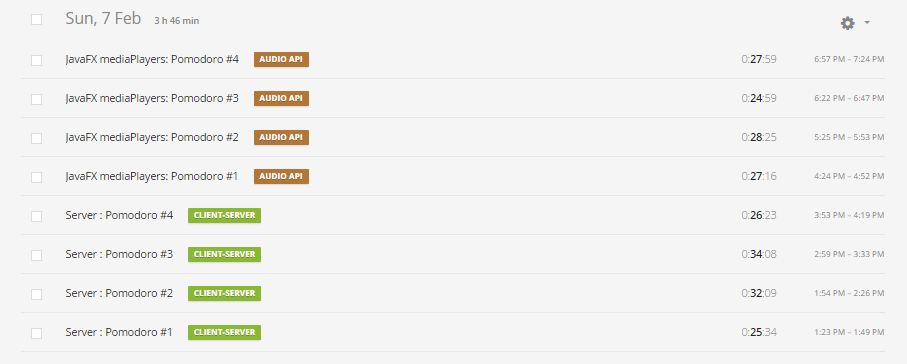 Sun, 7 Feb 3 h 46 min
JavaFX mediaPlayers: Pomodoro #4 AUDIO API 0:27:59 6:57 PM – 7:24 PM
JavaFX mediaPlayers: Pomodoro #3 AUDIO API 0:24:59 6:22 PM – 6:47 PM
JavaFX mediaPlayers: Pomodoro #2 AUDIO API 0:28:25 5:25 PM – 5:53 PM
JavaFX mediaPlayers: Pomodoro #1 AUDIO API 0:27:16 4:24 PM – 4:52 PM
Server : Pomodoro #4 CLIENT-SERVER 0:26:23 3:53 PM – 4:19 PM
Server : Pomodoro #3 CLIENT-SERVER 0:34:08 2:59 PM – 3:33 PM
Server : Pomodoro #2 CLIENT-SERVER 0:32:09 1:54 PM – 2:26 PM
Server : Pomodoro #1 CLIENT-SERVER 0:25:34 1:23 PM – 1:49 PM